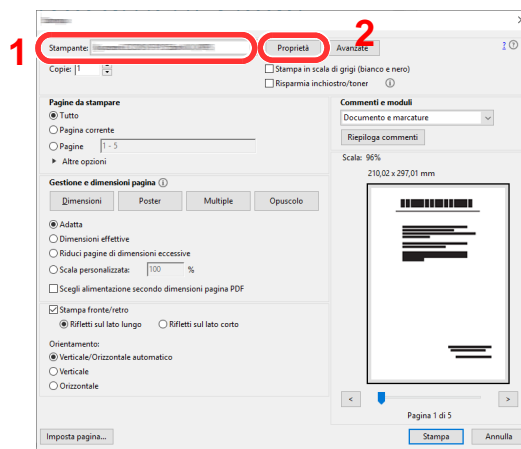 1
2
Stampante:
Proprietà
Avanzate
? 
Copie: 1
Stampa in scala di grigi (bianco e nero)
Risparmia inchiostro/toner
Pagine da stampare
Tutto
Pagina corrente
Pagine 1 - 5
Altre opzioni
Commenti e moduli
Documento e marcature
Riepiloga commenti
Scala: 96%
210,02 x 297,01 mm
Gestione e dimensioni pagina
Dimensioni Poster Multiple Opuscolo
Adatta
Dimensioni effettive
Riduci pagine di dimensioni eccessive
Scala personalizzata: 100 %
Scegli alimentazione secondo dimensioni pagina PDF
Stampa fronte/retro
Rifletti sul lato lungo Rifletti sul lato corto
Orientamento:
Verticale/Orizzontale automatico
Verticale
Orizzontale
< >
Pagina 1 di 5
Imposta pagina...
Stampa Annulla